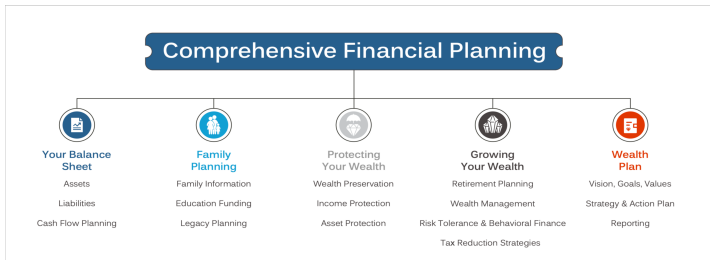 Comprehensive Financial Planning
Your Balance
Sheet
Assets
Liabilities
Cash Flow Planning
Family
Planning
Family Information
Education Funding
Legacy Planning
Protecting
Your Wealth
Wealth Preservation
Income Protection
Asset Protection
Growing
Your Wealth
Retirement Planning
Wealth Management
Risk Tolerance & Behavioral Finance
Tax Reduction Strategies
Wealth
Plan
Vision, Goals, Values
Strategy & Action Plan
Reporting